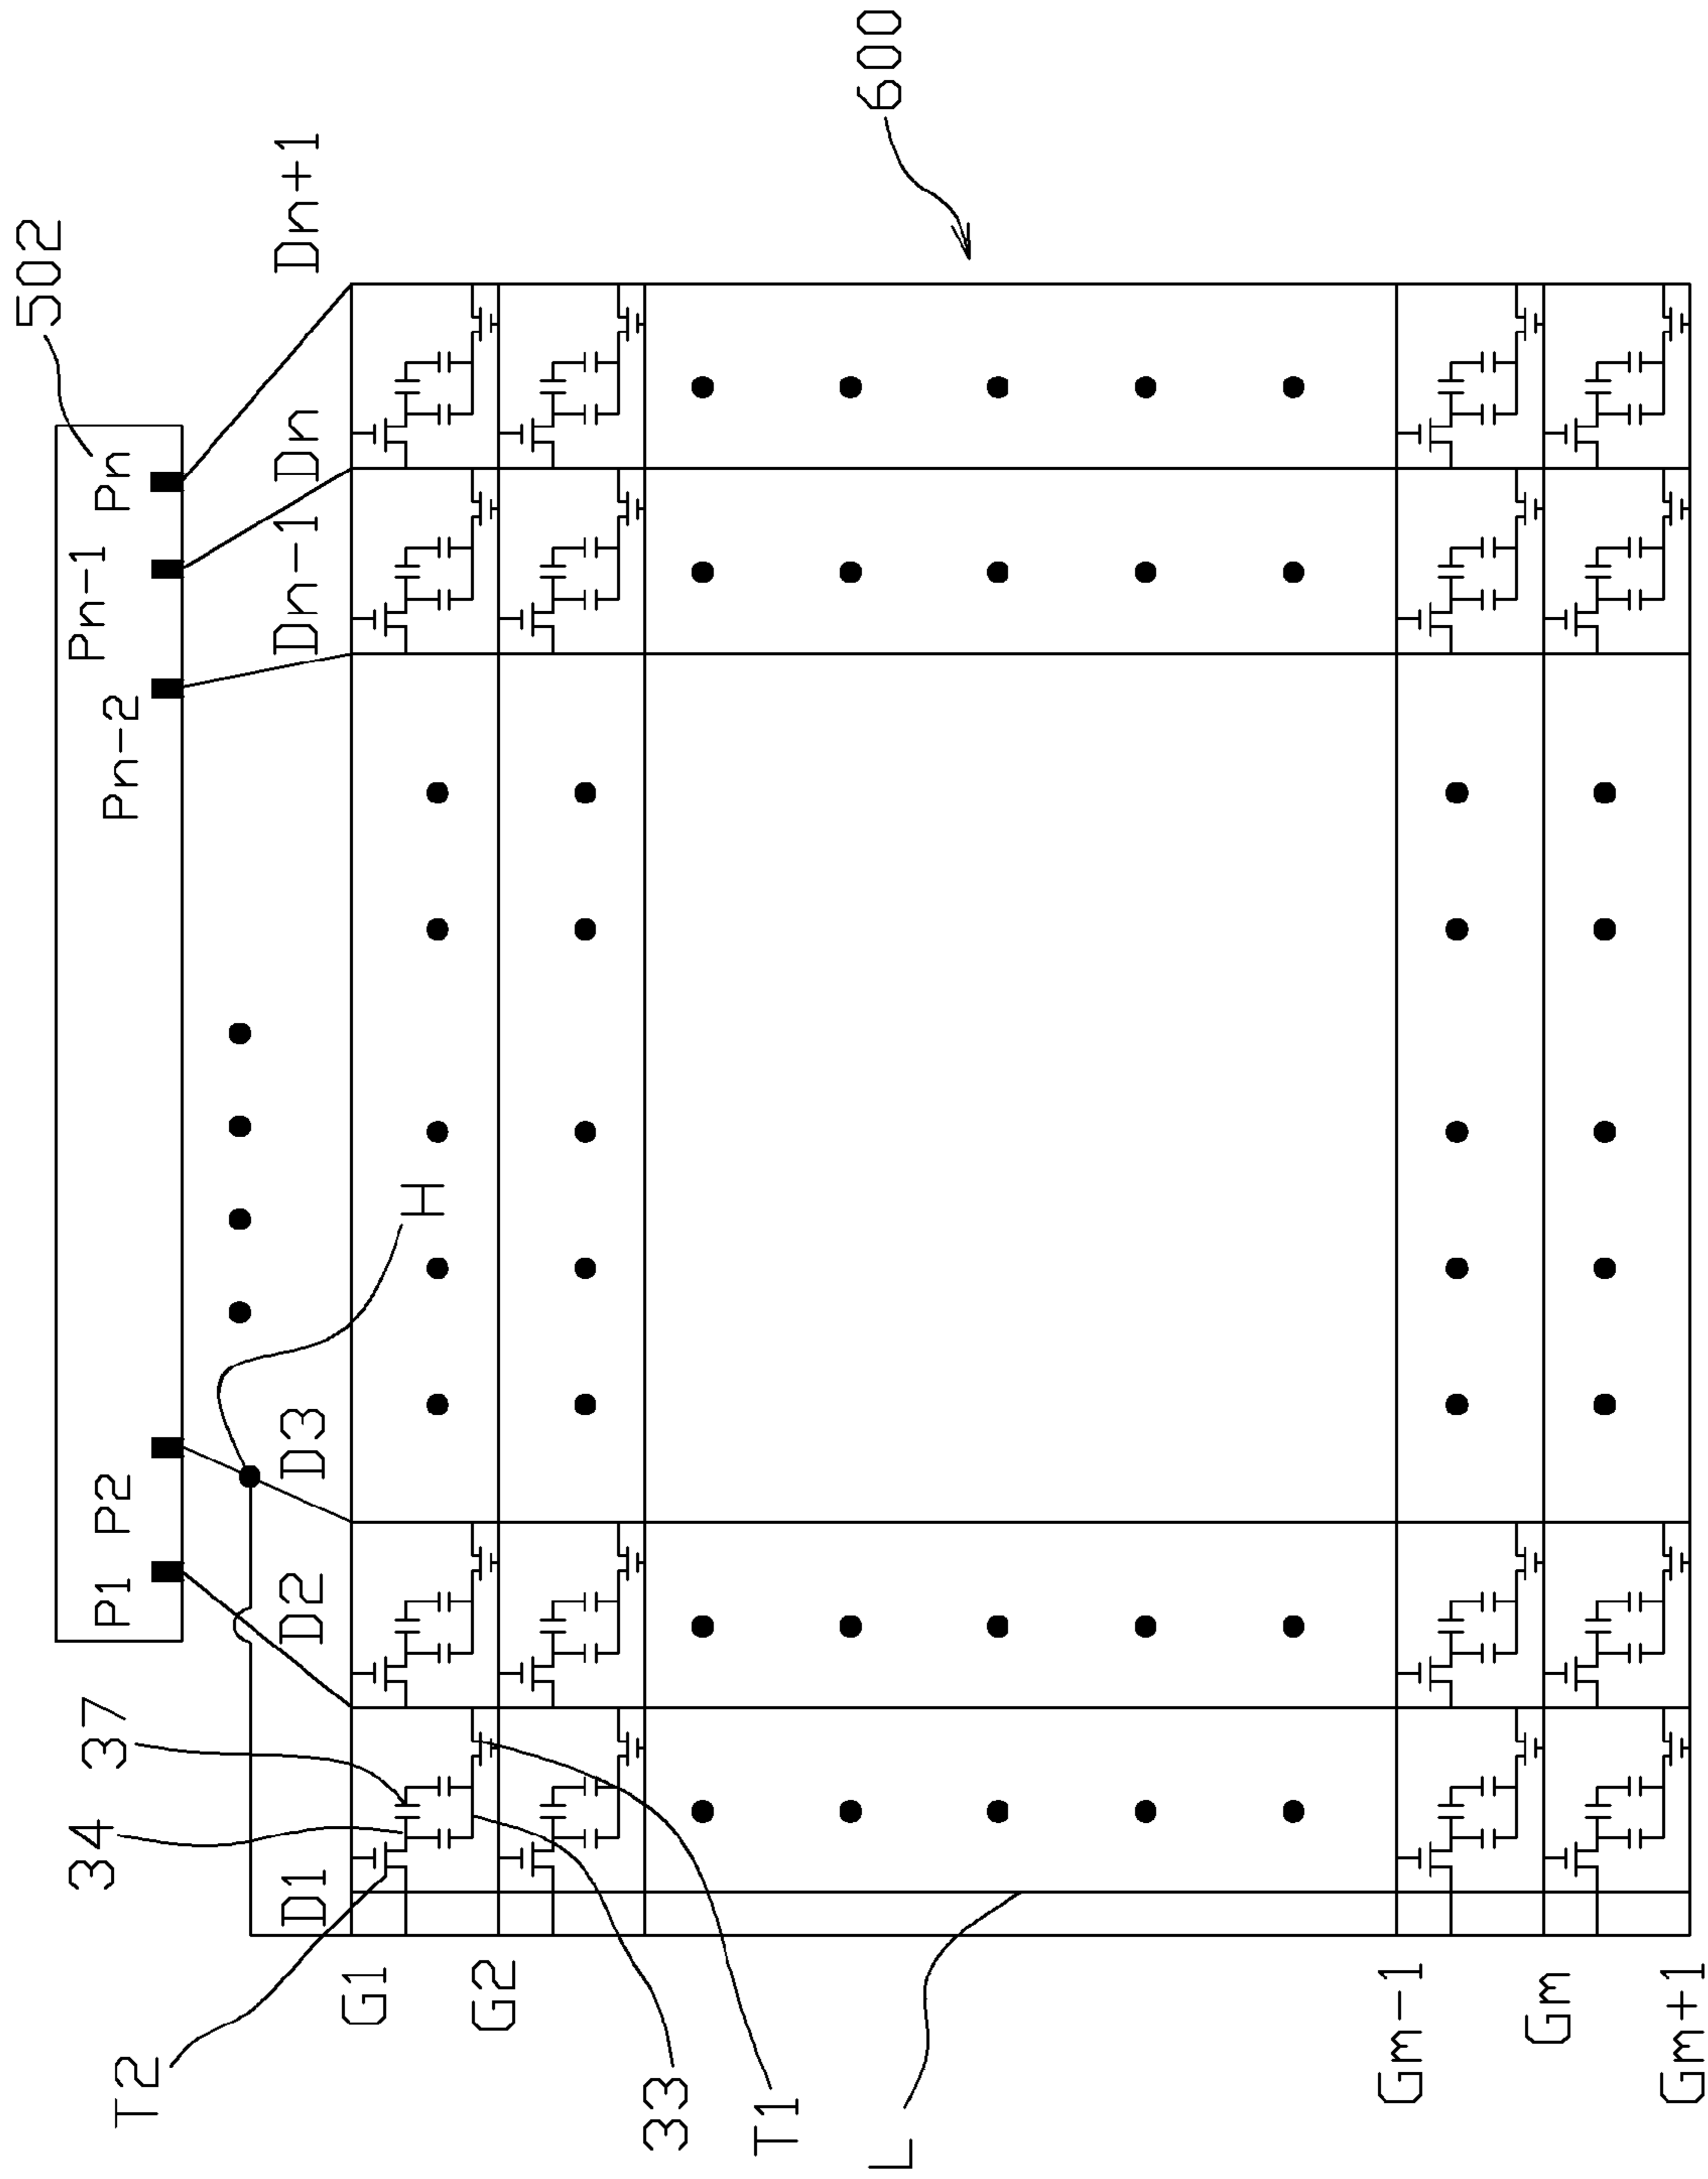 502
P1
P2
Pn-2
Pn-1
Pn
34
37
D1
D2
D3
Dn-1
Dn
Dn+1
H
T2
G1
G2
33
T1
L
600
Gm-1
Gm
Gm+1